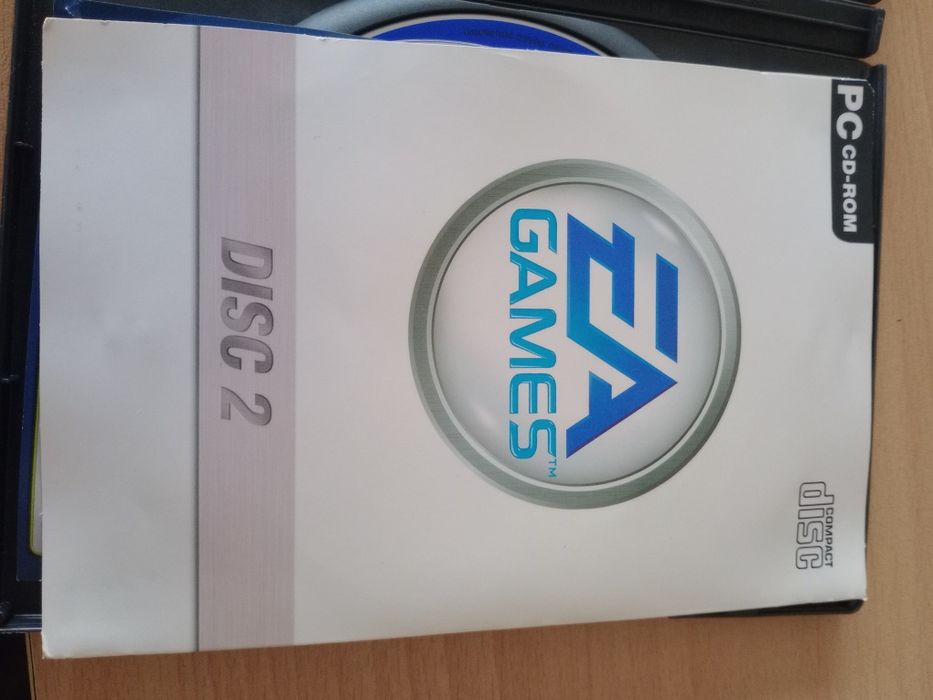 PC CD-ROM
EA
GAMES™
COMPACT
disc
DISC 2